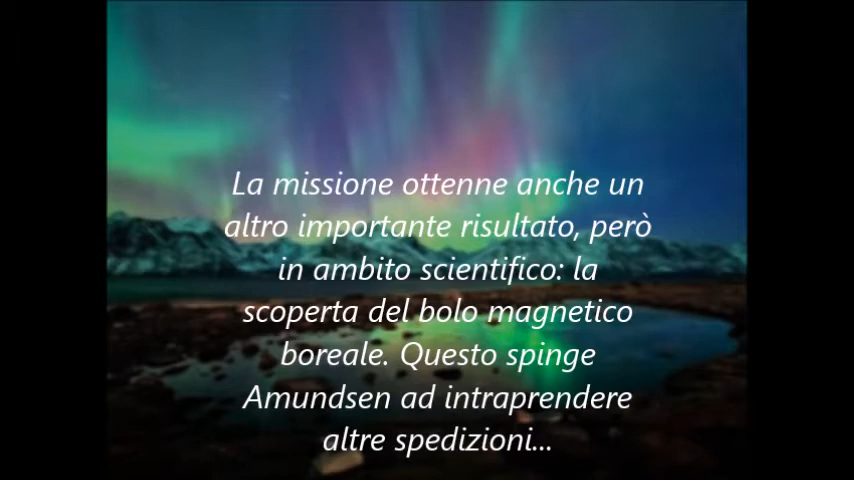 La missione ottenne anche un
altro importante risultato, però
in ambito scientifico: la
scoperta del bolo magnetico
boreale. Questo spinge
Amundsen ad intraprendere
altre spedizioni...